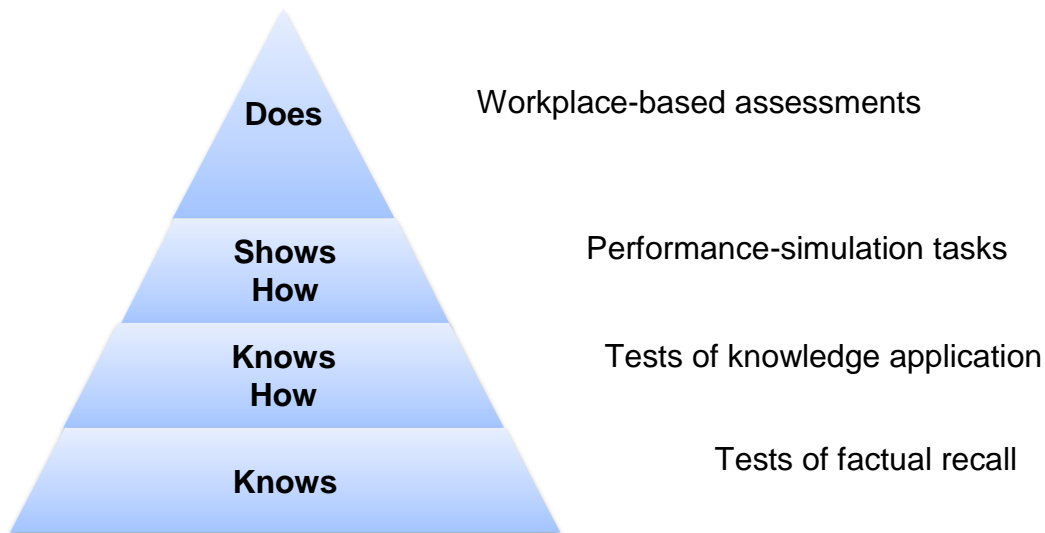 Does
Workplace-based assessments
Shows
How
Performance-simulation tasks
Knows
How
Tests of knowledge application
Knows
Tests of factual recall